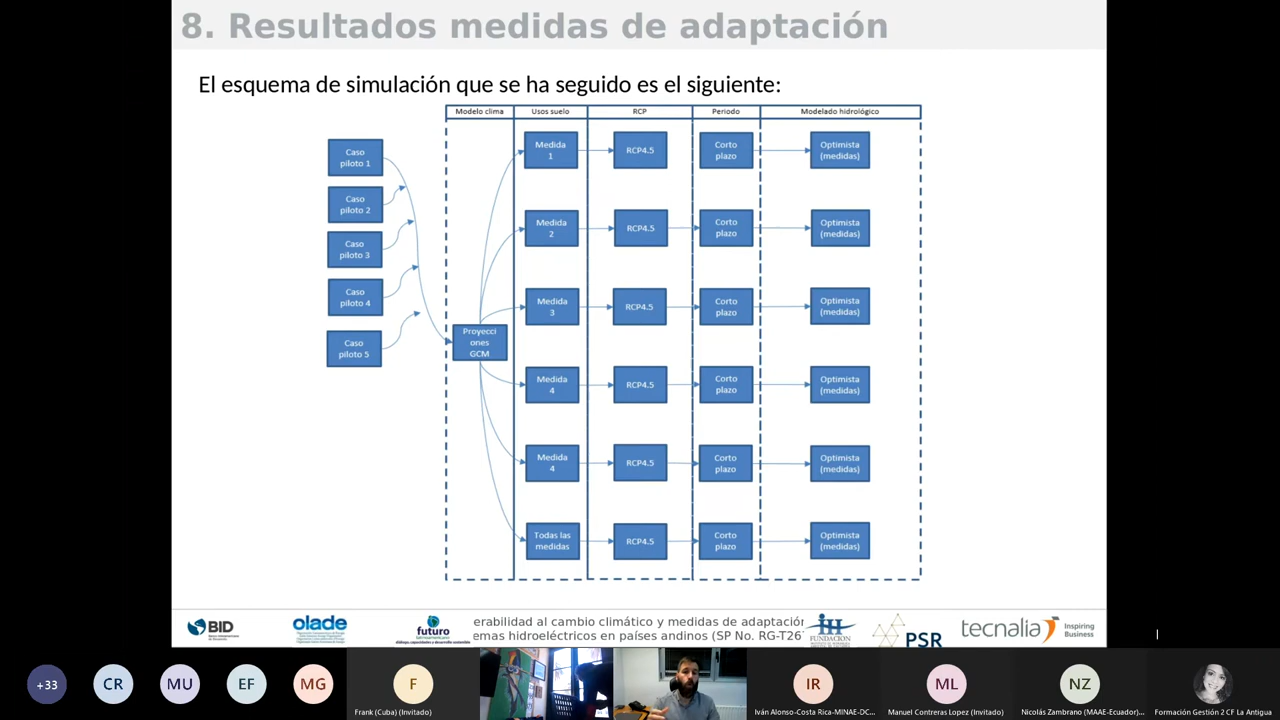 8. Resultados medidas de adaptación
El esquema de simulación que se ha seguido es el siguiente:
Modelo clima
Usos suelo
RCP
Periodo
Modelado hidrológico
Caso
piloto 1
Caso
piloto 2
Caso
piloto 3
Caso
piloto 4
Caso
piloto 5
Proyecci
ones
GCM
Medida
1
RCP4.5
Corto
plazo
Optimista
(medidas)
Medida
2
RCP4.5
Corto
plazo
Optimista
(medidas)
Medida
3
RCP4.5
Corto
plazo
Optimista
(medidas)
Medida
4
RCP4.5
Corto
plazo
Optimista
(medidas)
Medida
4
RCP4.5
Corto
plazo
Optimista
(medidas)
Todas las
medidas
RCP4.5
Corto
plazo
Optimista
(medidas)
BID
olade
futuro
erabilidad al cambio climático y medidas de adaptación
emas hidroeléctricos en países andinos (SP No. RG-T26
FUNDACION
PSR
tecnalia
Inspiring
Business
+33
CR
MU
EF
MG
F
Frank (Cuba) (Invitado)
IR
Iván Alonso-Costa Rica-MINAE-DC...
ML
Manuel Contreras Lopez (Invitado)
NZ
Nicolás Zambrano (MAAE-Ecuador)...
Formación Gestión 2 CF La Antigua